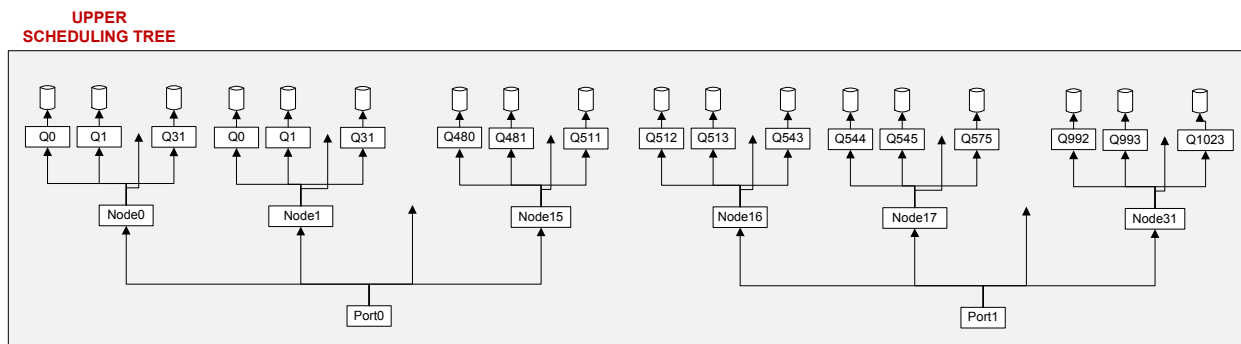 UPPER
SCHEDULING TREE
Q0 Q1 Q31 Q0 Q1 Q31 Q480 Q481 Q511 Q512 Q513 Q543 Q544 Q545 Q575 Q992 Q993 Q1023
Node0 Node1 Node15 Node16 Node17 Node31
Port0 Port1